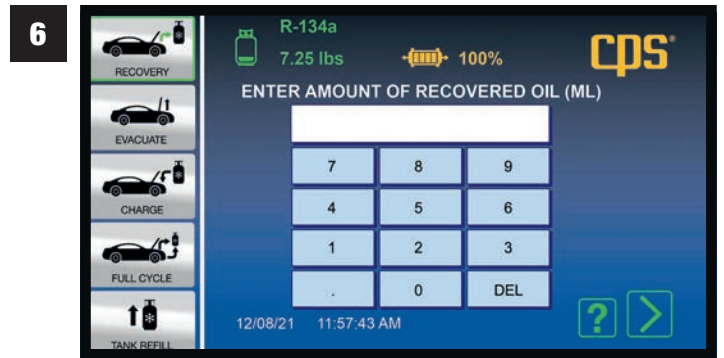 6
RECOVERY
EVACUATE
CHARGE
FULL CYCLE
TANK REFILL
R-134a
7.25 lbs
100%
cps®
ENTER AMOUNT OF RECOVERED OIL (ML)
7 8 9
4 5 6
1 2 3
. 0 DEL
12/08/21 11:57:43 AM
?